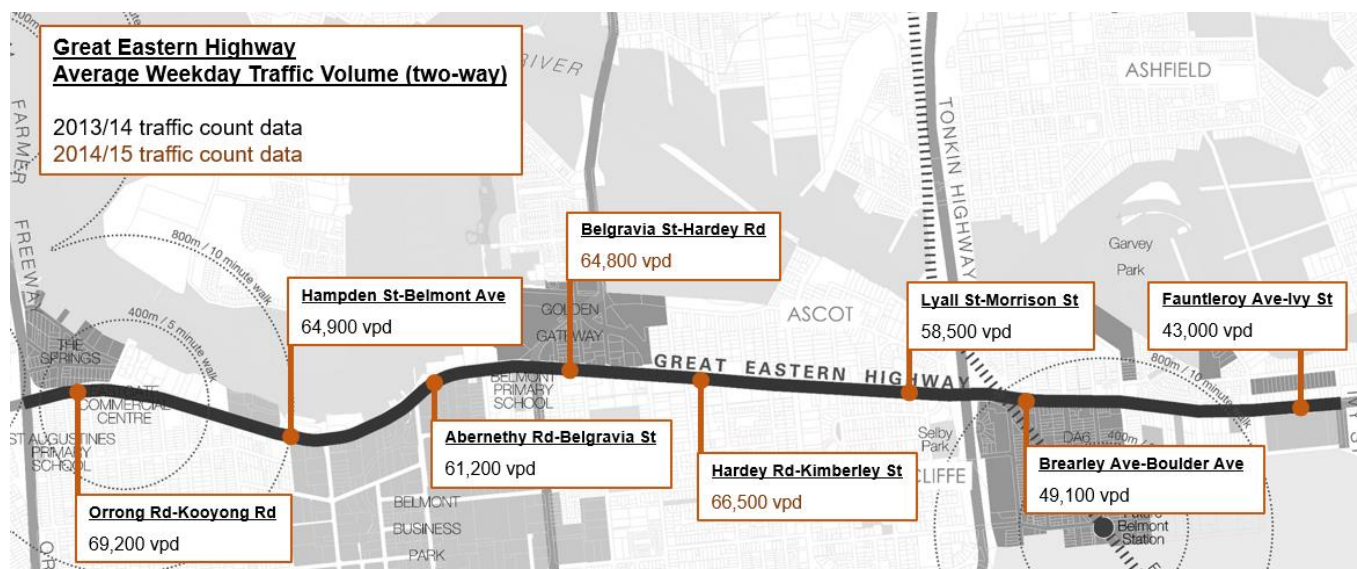 Great Eastern Highway
Average Weekday Traffic Volume (two-way)
2013/14 traffic count data
2014/15 traffic count data
RIVER
ASHFIELD
FARMER
FREEWAY
TONKIN HIGHWAY
800m / 10 minute walk
400m / 5 minute walk
Belgravia St-Hardey Rd
64,800 vpd
Garvey
Park
Hampden St-Belmont Ave
64,900 vpd
Lyall St-Morrison St
58,500 vpd
Fauntleroy Ave-Ivy St
43,000 vpd
GOLDEN
GATEWAY
ASCOT
THE
SPRINGS
GREAT EASTERN HIGHWAY
800m / 10 minute walk
COMMERCIAL
CENTRE
BELMONT
PRIMARY
SCHOOL
ST AUGUSTINES
PRIMARY
SCHOOL
Abernethy Rd-Belgravia St
61,200 vpd
Selby
Park
DA6
Hardey Rd-Kimberley St
66,500 vpd
Brearley Ave-Boulder Ave
49,100 vpd
Orrong Rd-Kooyong Rd
69,200 vpd
BELMONT
BUSINESS
PARK
Belmont
Station